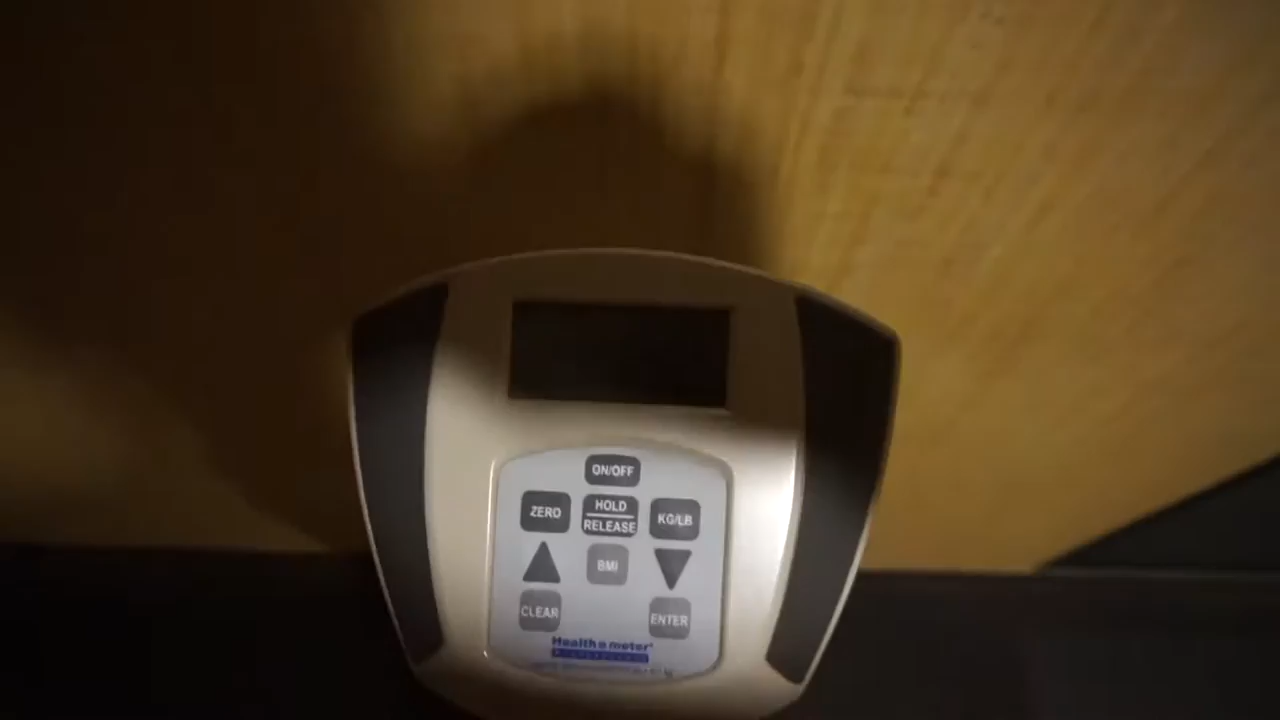 ON/OFF
ZERO
HOLD
RELEASE
KG/LB
BMI
CLEAR
ENTER
Health o meter®